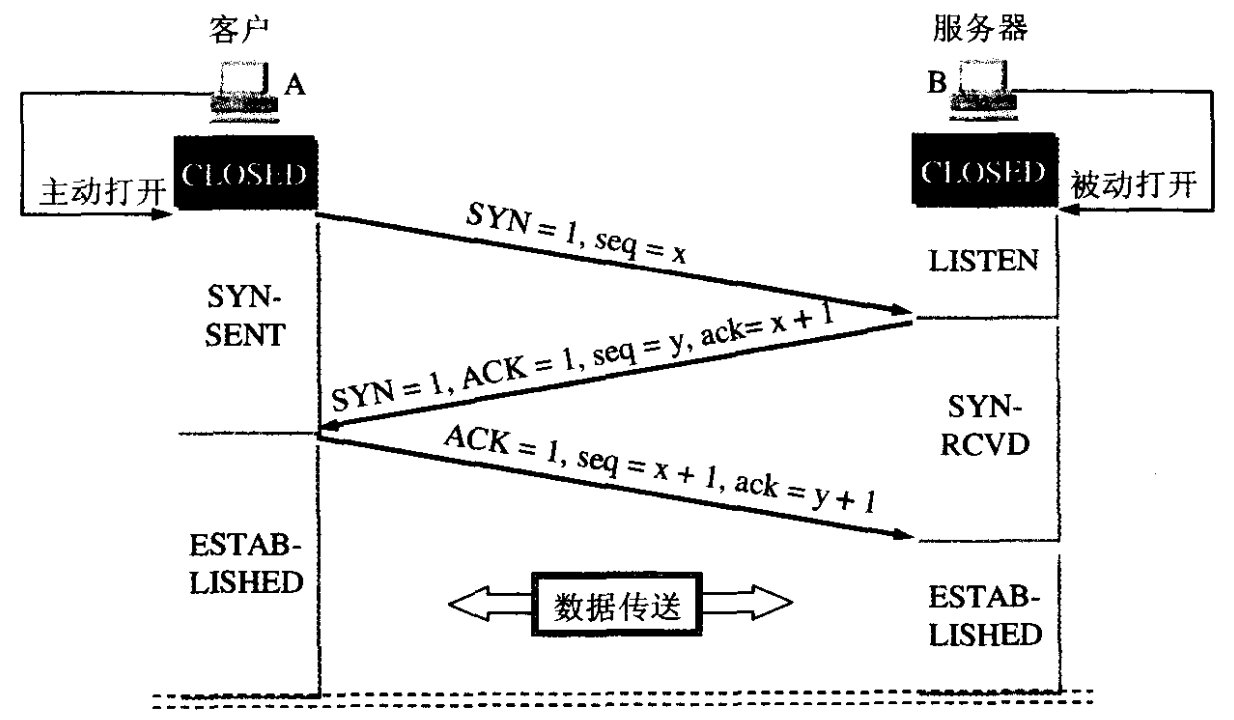 客户
服务器
A
B
CLOSED
CLOSED
主动打开
被动打开
SYN = 1, seq = x
LISTEN
SYN-
SENT
SYN = 1, ACK = 1, seq = y, ack= x + 1
SYN-
RCVD
ACK = 1, seq = x + 1, ack = y + 1
ESTAB-
LISHED
数据传送
ESTAB-
LISHED